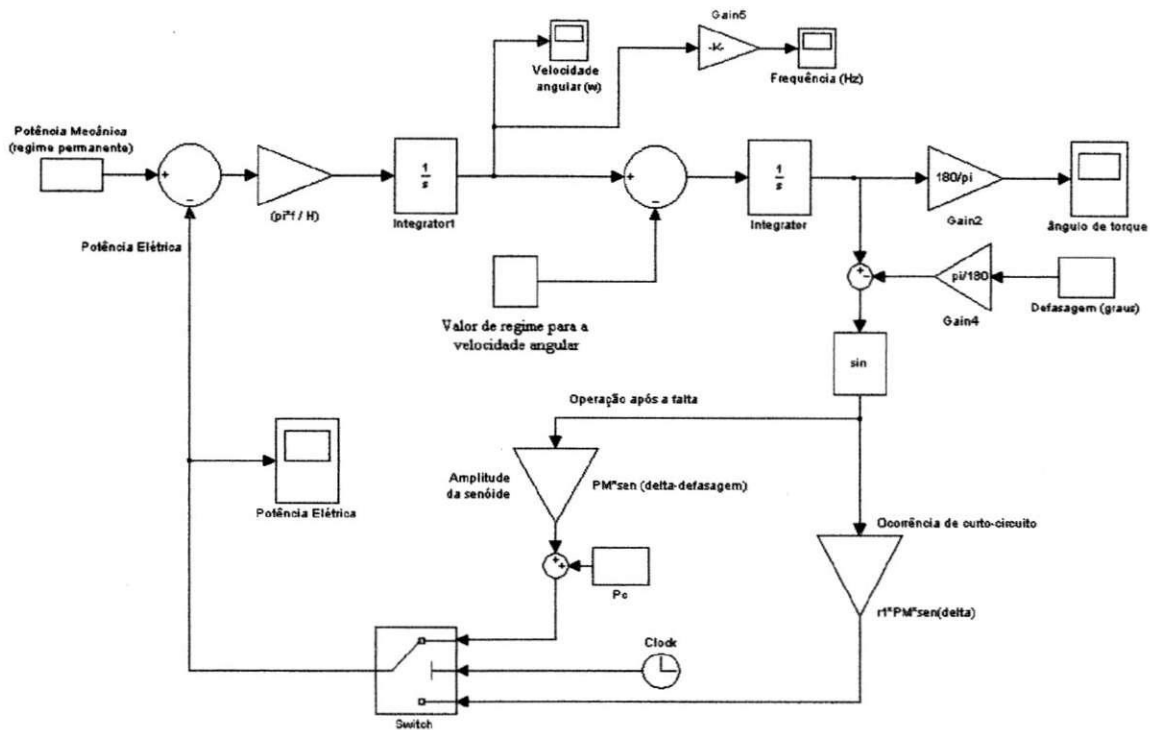 Gain5
-K-
Velocidade
angular (w)
Frequência (Hz)
Potência Mecânica
(regime permanente)
+
-
(pi*f / H)
1
s
Integrator1
+
-
1
s
Integrator
180/pi
Gain2
ângulo de torque
Potência Elétrica
Valor de regime para a
velocidade angular
+
-
pi/180
Gain4
Defasagem (graus)
sin
Operação após a falta
Amplitude
da senóide
PM*sen (delta-defasagem)
Potência Elétrica
Ocorrência de curto-circuito
+
+
Pc
r1*PM*sen(delta)
Clock
Switch